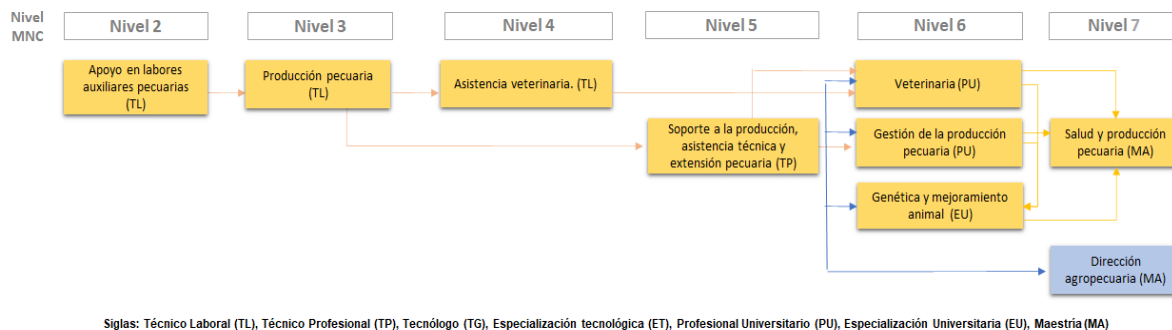 Nivel
MNC
Nivel 2
Nivel 3
Nivel 4
Nivel 5
Nivel 6
Nivel 7
Apoyo en labores
auxiliares pecuarias
(TL)
Producción pecuaria
(TL)
Asistencia veterinaria. (TL)
Soporte a la producción,
asistencia técnica y
extensión pecuaria (TP)
Veterinaria (PU)
Gestión de la producción
pecuaria (PU)
Genética y mejoramiento
animal (EU)
Salud y producción
pecuaria (MA)
Dirección
agropecuaria (MA)
Siglas: Técnico Laboral (TL), Técnico Profesional (TP), Tecnólogo (TG), Especialización tecnológica (ET), Profesional Universitario (PU), Especialización Universitaria (EU), Maestría (MA)